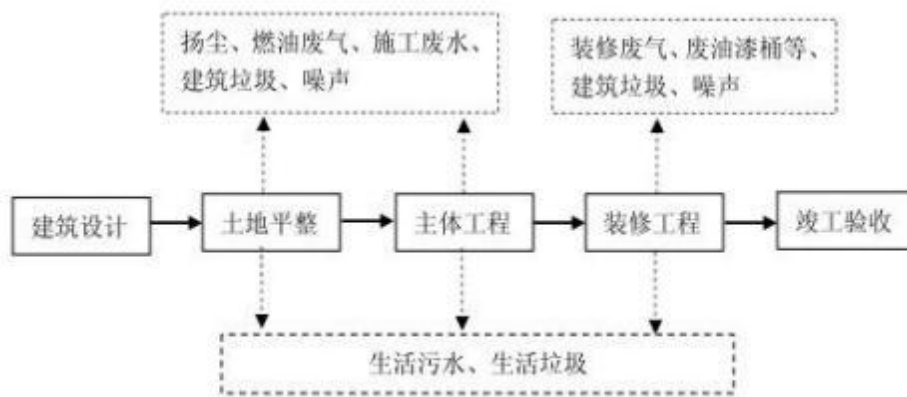 扬尘、燃油废气、施工废水、
建筑垃圾、噪声
装修废气、废油漆桶等、
建筑垃圾、噪声
建筑设计
土地平整
主体工程
装修工程
竣工验收
生活污水、生活垃圾